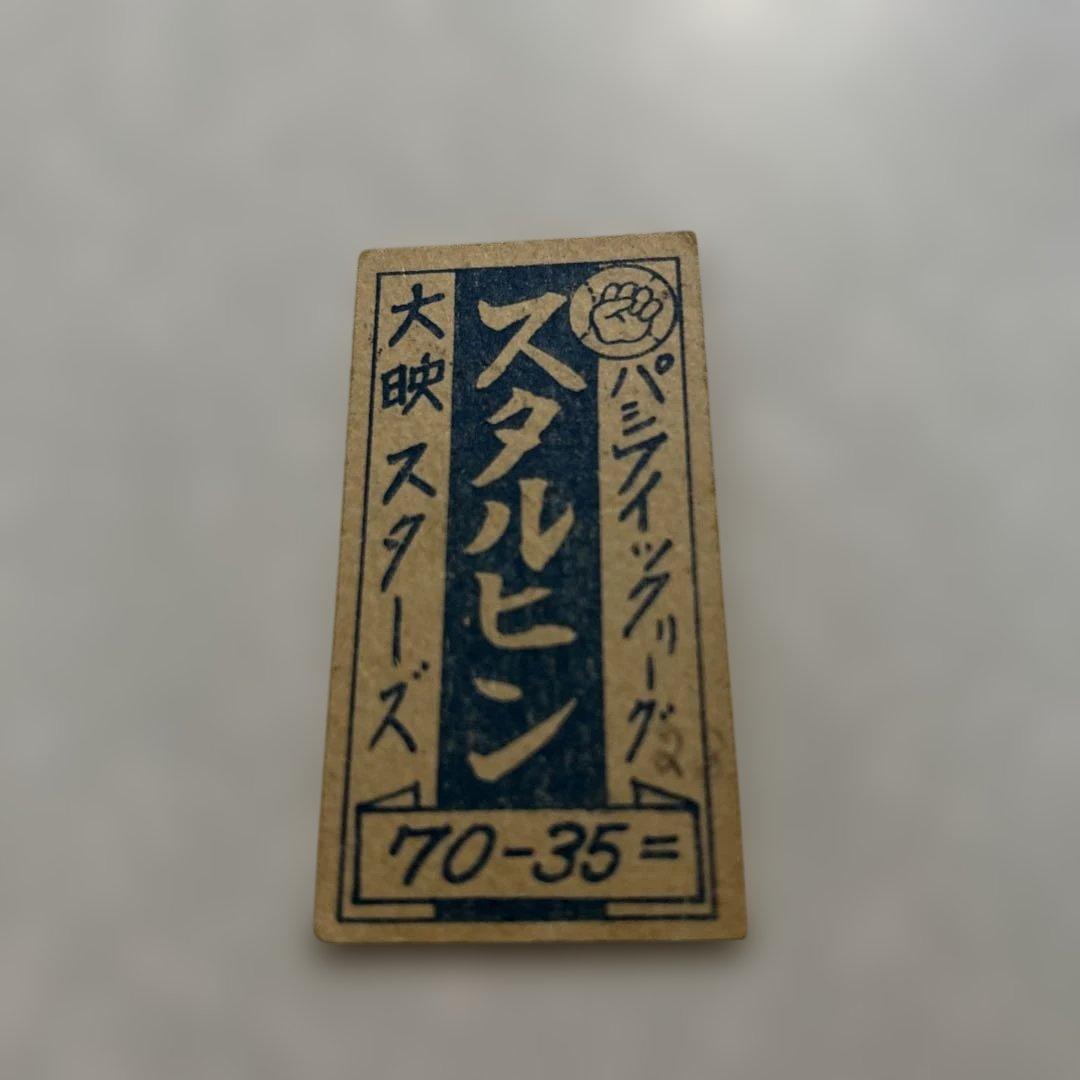 パシフイックリーグ
スタルヒン
大映スターズ
70-35=